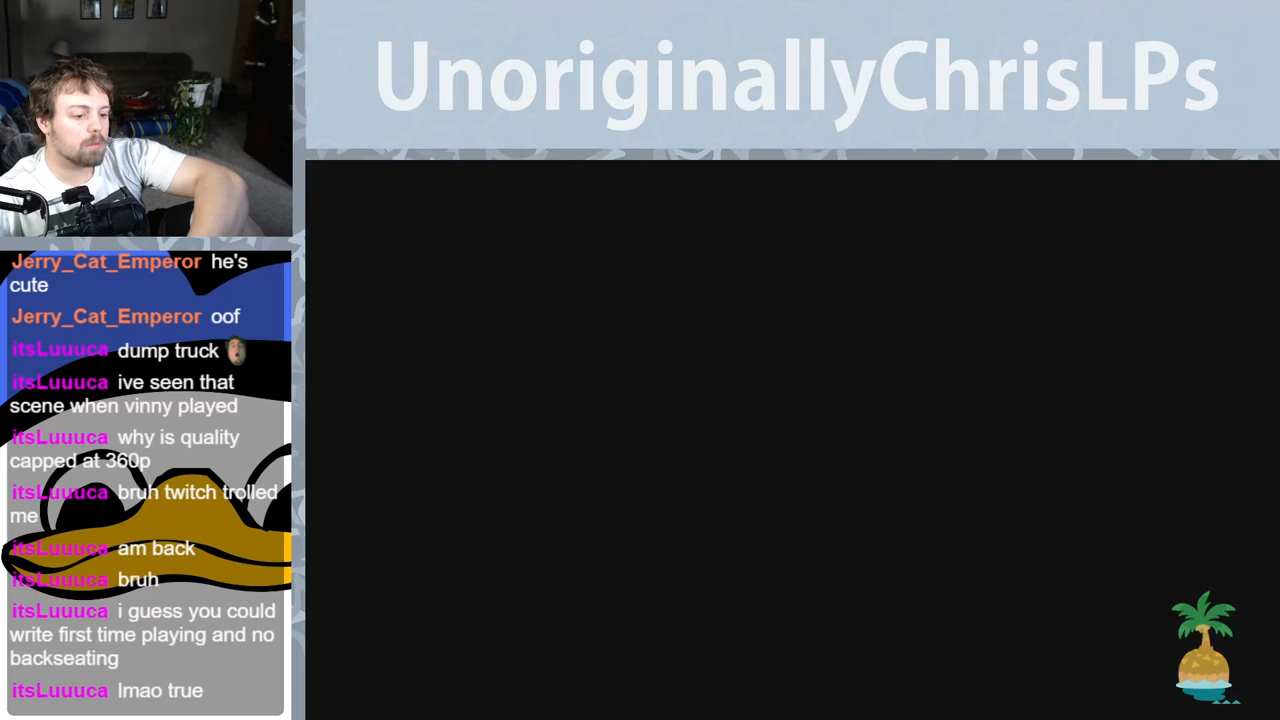 UnoriginallyChrisLPs
Jerry_Cat_Emperor he's
cute
Jerry_Cat_Emperor oof
itsLuuuca dump truck
itsLuuuca ive seen that
scene when vinny played
itsLuuuca why is quality
capped at 360p
itsLuuuca bruh twitch trolled
me
itsLuuuca am back
itsLuuuca bruh
itsLuuuca i guess you could
write first time playing and no
backseating
itsLuuuca lmao true